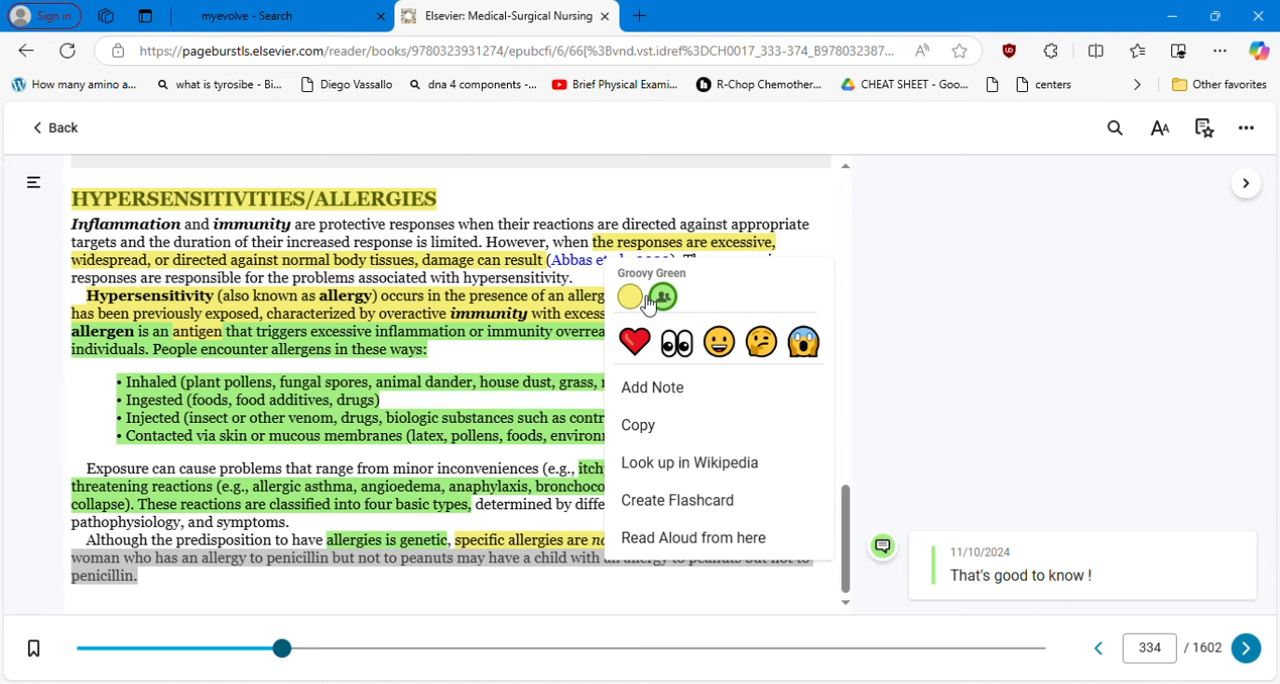 Sign in
myevolve - Search
Elsevier: Medical-Surgical Nursing
https://pageburstls.elsevier.com/reader/books/9780323931274/epubcfi/6/66[%3Bvnd.vst.idref%3DCH0017_333-374_B978032387...
How many amino a...
what is tyrosibe - Bi...
Diego Vassallo
dna 4 components -...
Brief Physical Exami...
R-Chop Chemother...
CHEAT SHEET - Goo...
centers
Other favorites
Back
HYPERSENSITIVITIES/ALLERGIES
Inflammation and immunity are protective responses when their reactions are directed against appropriate
targets and the duration of their increased response is limited. However, when the responses are excessive,
widespread, or directed against normal body tissues, damage can result (Abbas
responses are responsible for the problems associated with hypersensitivity.
Hypersensitivity (also known as allergy) occurs in the presence of an allerg
has been previously exposed, characterized by overactive immunity with excess
allergen is an antigen that triggers excessive inflammation or immunity overrea
individuals. People encounter allergens in these ways:
• Inhaled (plant pollens, fungal spores, animal dander, house dust, grass,
• Ingested (foods, food additives, drugs)
• Injected (insect or other venom, drugs, biologic substances such as contr
• Contacted via skin or mucous membranes (latex, pollens, foods, environ
Exposure can cause problems that range from minor inconveniences (e.g., itch
threatening reactions (e.g., allergic asthma, angioedema, anaphylaxis, bronchoco
collapse). These reactions are classified into four basic types, determined by diffe
pathophysiology, and symptoms.
Although the predisposition to have allergies is genetic, specific allergies are no
woman who has an allergy to penicillin but not to peanuts may have a child with an allergy to peanuts but not to
penicillin.
Groovy Green
Add Note
Copy
Look up in Wikipedia
Create Flashcard
Read Aloud from here
11/10/2024
That's good to know !
334 / 1602